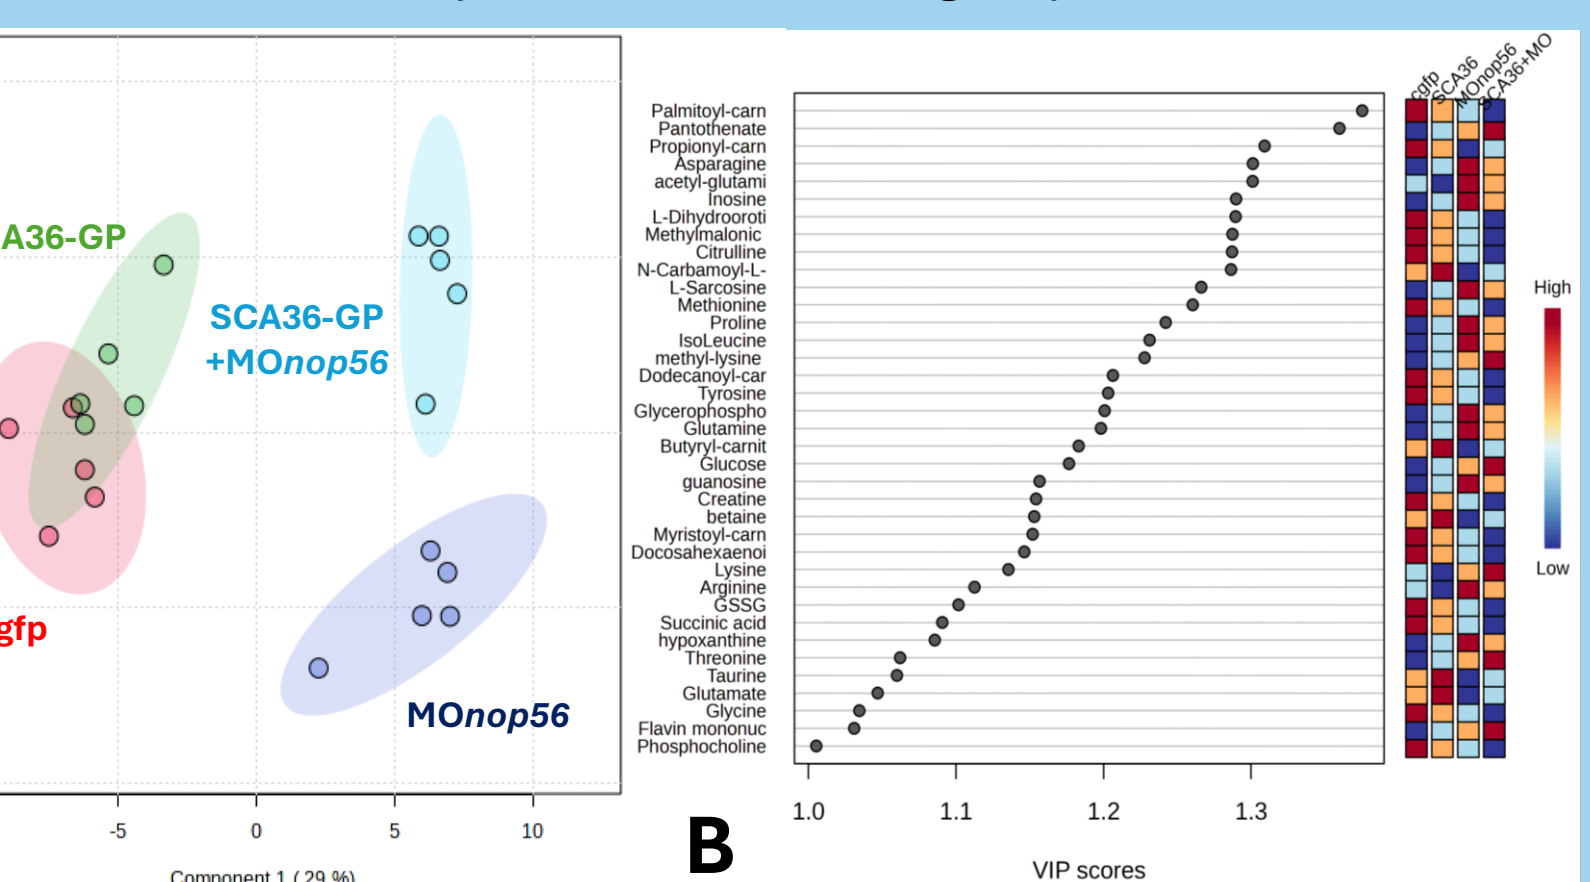 A36-GP
SCA36-GP
+MOnop56
gfp
MOnop56
-5
0
5
10
Component 1 ( 29 %)
B
Palmitoyl-carn
Pantothenate
Propionyl-carn
Asparagine
acetyl-glutami
Inosine
L-Dihydrooroti
Methylmalonic
Citrulline
N-Carbamoyl-L-
L-Sarcosine
Methionine
Proline
IsoLeucine
methyl-lysine
Dodecanoyl-car
Tyrosine
Glycerophospho
Glutamine
Butyryl-carnit
Glucose
guanosine
Creatine
betaine
Myristoyl-carn
Docosahexaenoi
Lysine
Arginine
GSSG
Succinic acid
hypoxanthine
Threonine
Taurine
Glutamate
Glycine
Flavin mononuc
Phosphocholine
1.0
1.1
1.2
1.3
VIP scores
cgfp
SCA36
MOnop56
SCA36+MO
High
Low